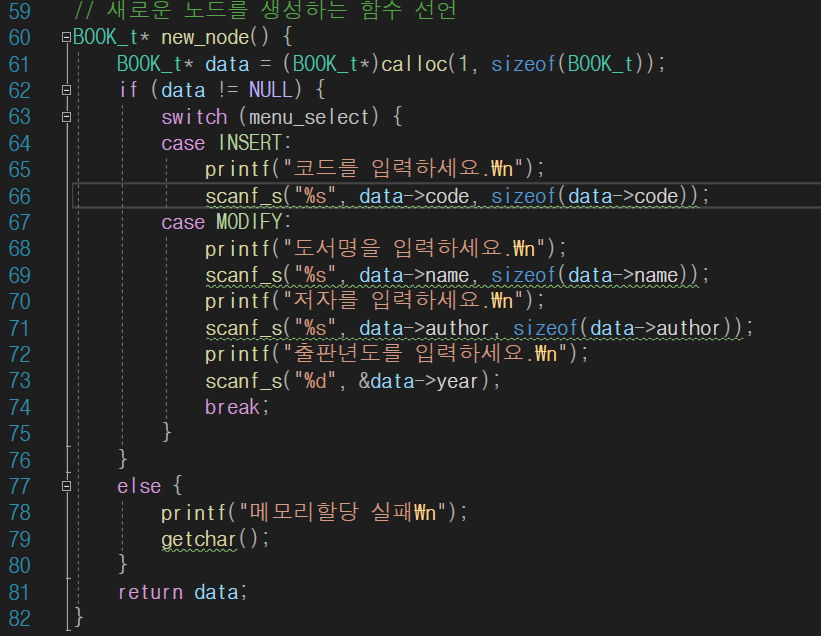 59 // 새로운 노드를 생성하는 함수 선언
60 BOOK_t* new_node() {
61 BOOK_t* data = (BOOK_t*)calloc(1, sizeof(BOOK_t));
62 if (data != NULL) {
63 switch (menu_select) {
64 case INSERT:
65 printf("코드를 입력하세요.₩n");
66 scanf_s("%s", data->code, sizeof(data->code));
67 case MODIFY:
68 printf("도서명을 입력하세요.₩n");
69 scanf_s("%s", data->name, sizeof(data->name));
70 printf("저자를 입력하세요.₩n");
71 scanf_s("%s", data->author, sizeof(data->author));
72 printf("출판년도를 입력하세요.₩n");
73 scanf_s("%d", &data->year);
74 break;
75 }
76 }
77 else {
78 printf("메모리할당 실패₩n");
79 getchar();
80 }
81 return data;
82 }